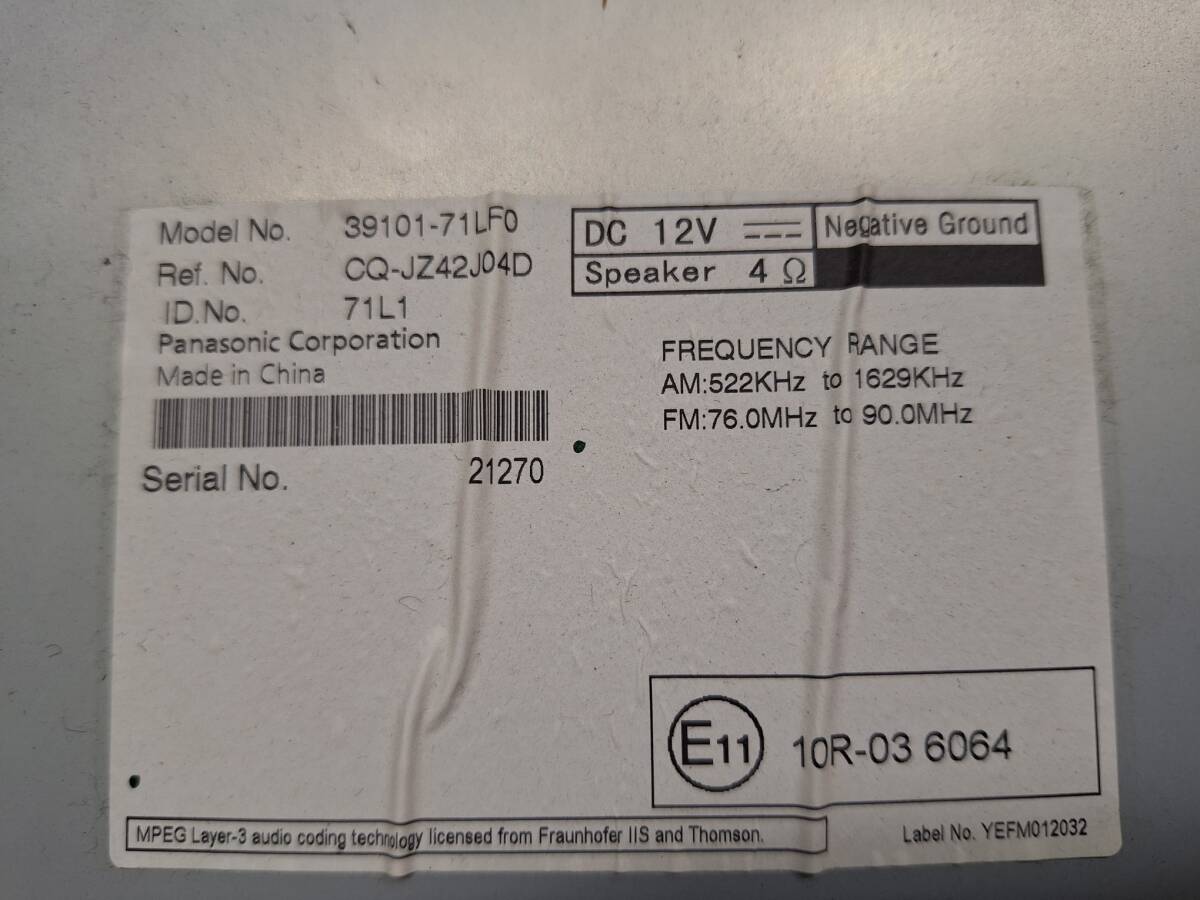 Model No. 39101-71LF0
Ref. No. CQ-JZ42J04D
ID.No. 71L1
Panasonic Corporation
Made in China
Serial No. 21270
DC 12V ⎓ Negative Ground
Speaker 4 Ω
FREQUENCY RANGE
AM:522KHz to 1629KHz
FM:76.0MHz to 90.0MHz
E11 10R-03 6064
MPEG Layer-3 audio coding technology licensed from Fraunhofer IIS and Thomson.
Label No. YEFM012032